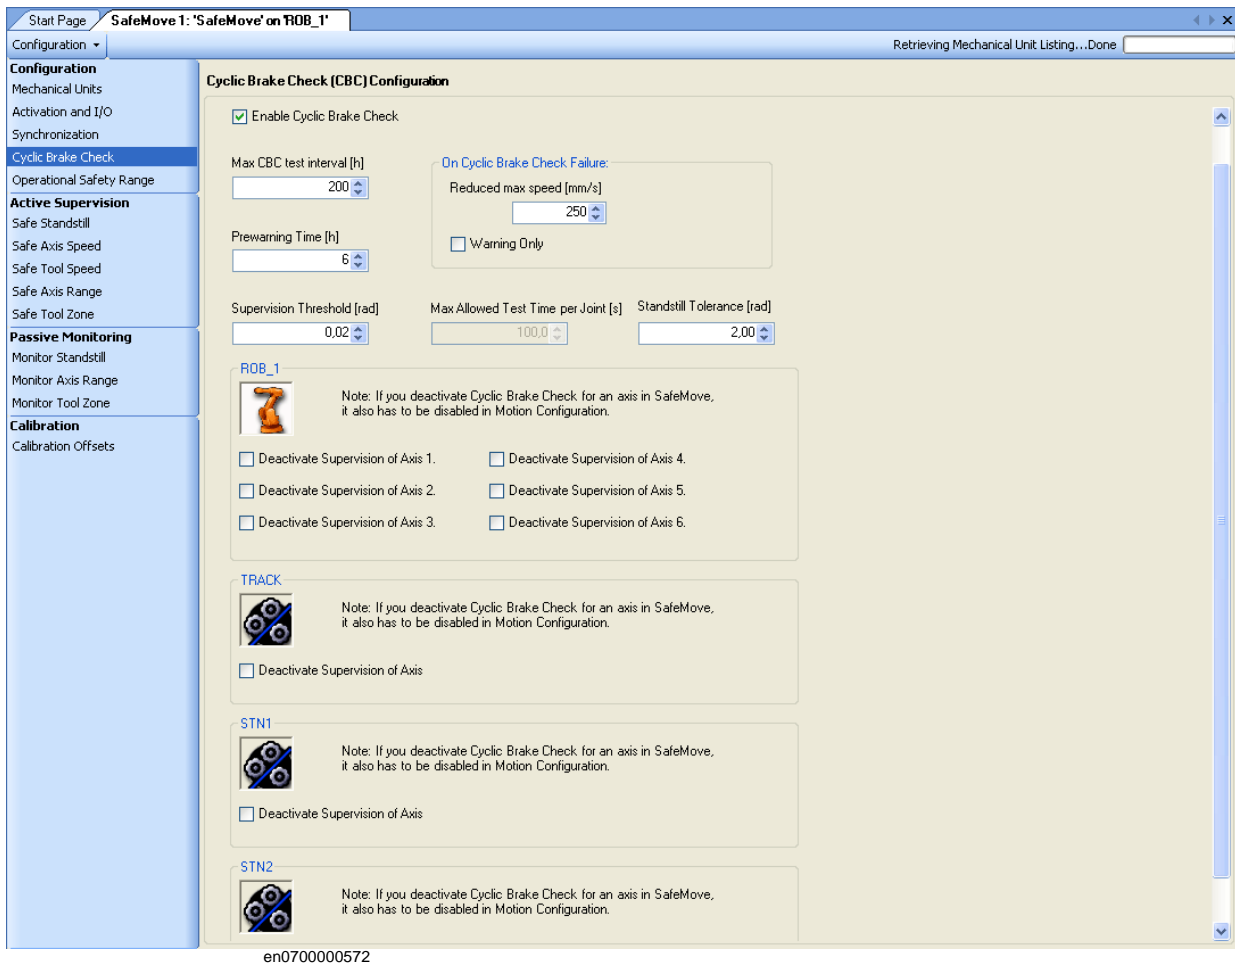 Start Page
SafeMove 1: 'SafeMove' on 'ROB_1'
Configuration
Retrieving Mechanical Unit Listing...Done
Configuration
Mechanical Units
Activation and I/O
Synchronization
Cyclic Brake Check
Operational Safety Range
Active Supervision
Safe Standstill
Safe Axis Speed
Safe Tool Speed
Safe Axis Range
Safe Tool Zone
Passive Monitoring
Monitor Standstill
Monitor Axis Range
Monitor Tool Zone
Calibration
Calibration Offsets
Cyclic Brake Check (CBC) Configuration
Enable Cyclic Brake Check
Max CBC test interval [h]
200
Prewarning Time [h]
6
On Cyclic Brake Check Failure:
Reduced max speed [mm/s]
250
Warning Only
Supervision Threshold [rad]
0,02
Max Allowed Test Time per Joint [s]
100,0
Standstill Tolerance [rad]
2,00
ROB_1
Note: If you deactivate Cyclic Brake Check for an axis in SafeMove,
it also has to be disabled in Motion Configuration.
Deactivate Supervision of Axis 1.
Deactivate Supervision of Axis 4.
Deactivate Supervision of Axis 2.
Deactivate Supervision of Axis 5.
Deactivate Supervision of Axis 3.
Deactivate Supervision of Axis 6.
TRACK
Note: If you deactivate Cyclic Brake Check for an axis in SafeMove,
it also has to be disabled in Motion Configuration.
Deactivate Supervision of Axis
STN1
Note: If you deactivate Cyclic Brake Check for an axis in SafeMove,
it also has to be disabled in Motion Configuration.
Deactivate Supervision of Axis
STN2
Note: If you deactivate Cyclic Brake Check for an axis in SafeMove,
it also has to be disabled in Motion Configuration.
en0700000572